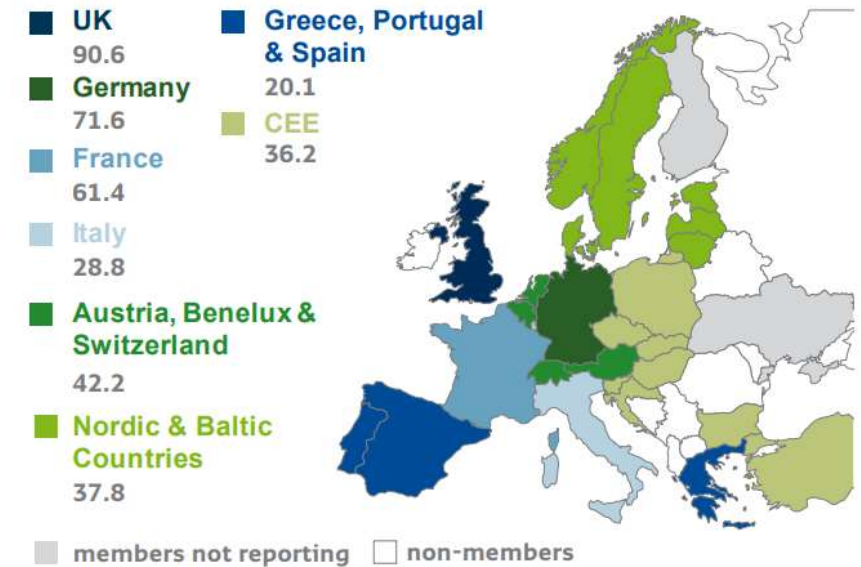 UK
90.6
Germany
71.6
France
61.4
Italy
28.8
Austria, Benelux &
Switzerland
42.2
Nordic & Baltic
Countries
37.8
Greece, Portugal
& Spain
20.1
CEE
36.2
members not reporting
non-members